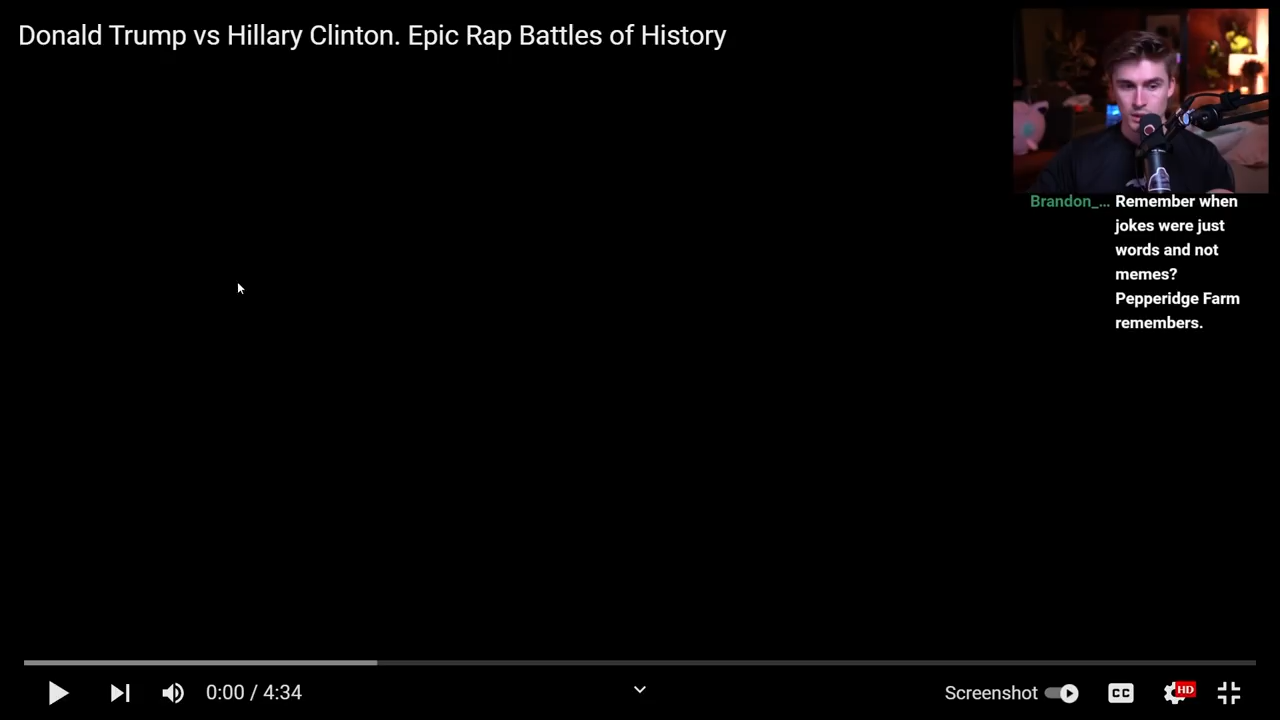 Donald Trump vs Hillary Clinton. Epic Rap Battles of History
Brandon_... Remember when
jokes were just
words and not
memes?
Pepperidge Farm
remembers.
0:00 / 4:34
Screenshot
CC
HD